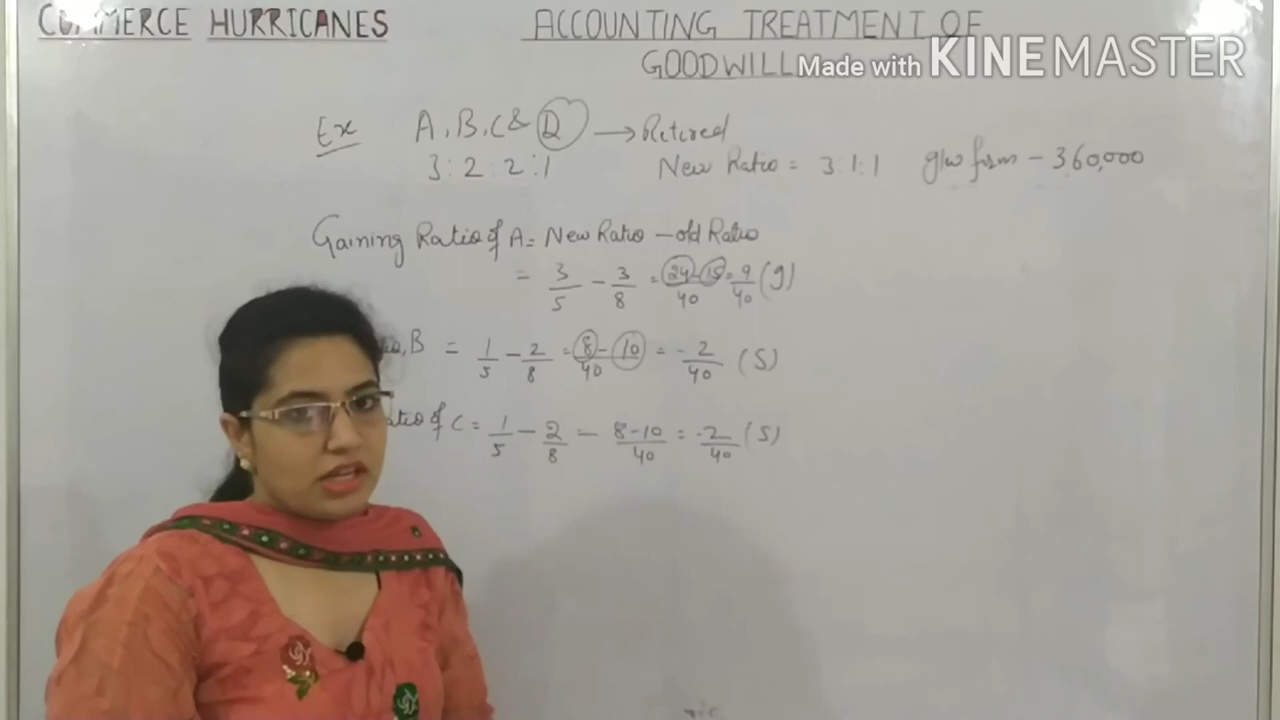 COMMERCE HURRICANES
ACCOUNTING TREATMENT OF
GOODWILL
Made with KINEMASTER
Ex A, B, C & D → Retired
3 : 2 : 2 : 1 New Ratio = 3:1:1 g/w firm - 360,000
Gaining Ratio of A = New Ratio - old Ratio
= 3/5 - 3/8 = 24-15/40 = 9/40 (g)
B = 1/5 - 2/8 = 8-10/40 = -2/40 (S)
of C = 1/5 - 2/8 - 8-10/40 = -2/40 (S)